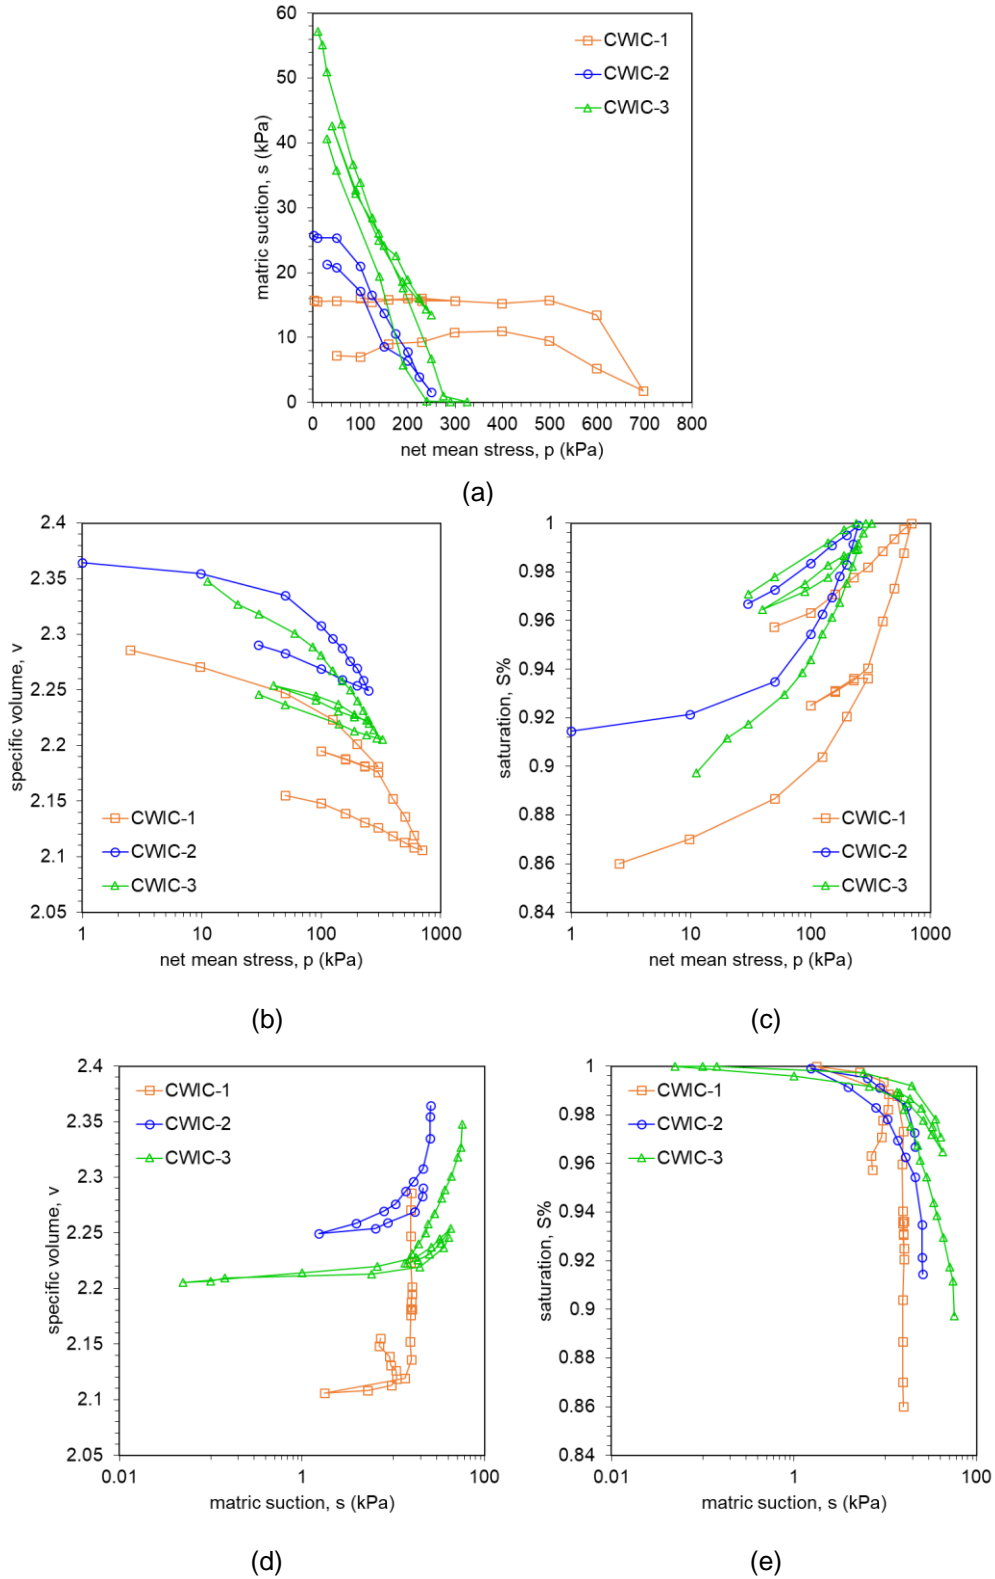 60
50
40
30
20
10
0
matric suction, s (kPa)
CWIC-1
CWIC-2
CWIC-3
0 100 200 300 400 500 600 700 800
net mean stress, p (kPa)
(a)
2.4
2.35
2.3
2.25
2.2
2.15
2.1
2.05
specific volume, v
CWIC-1
CWIC-2
CWIC-3
1 10 100 1000
net mean stress, p (kPa)
(b)
1
0.98
0.96
0.94
0.92
0.9
0.88
0.86
0.84
saturation, S%
CWIC-1
CWIC-2
CWIC-3
1 10 100 1000
net mean stress, p (kPa)
(c)
2.4
2.35
2.3
2.25
2.2
2.15
2.1
2.05
specific volume, v
CWIC-1
CWIC-2
CWIC-3
0.01 1 100
matric suction, s (kPa)
(d)
1
0.98
0.96
0.94
0.92
0.9
0.88
0.86
0.84
saturation, S%
CWIC-1
CWIC-2
CWIC-3
0.01 1 100
matric suction, s (kPa)
(e)